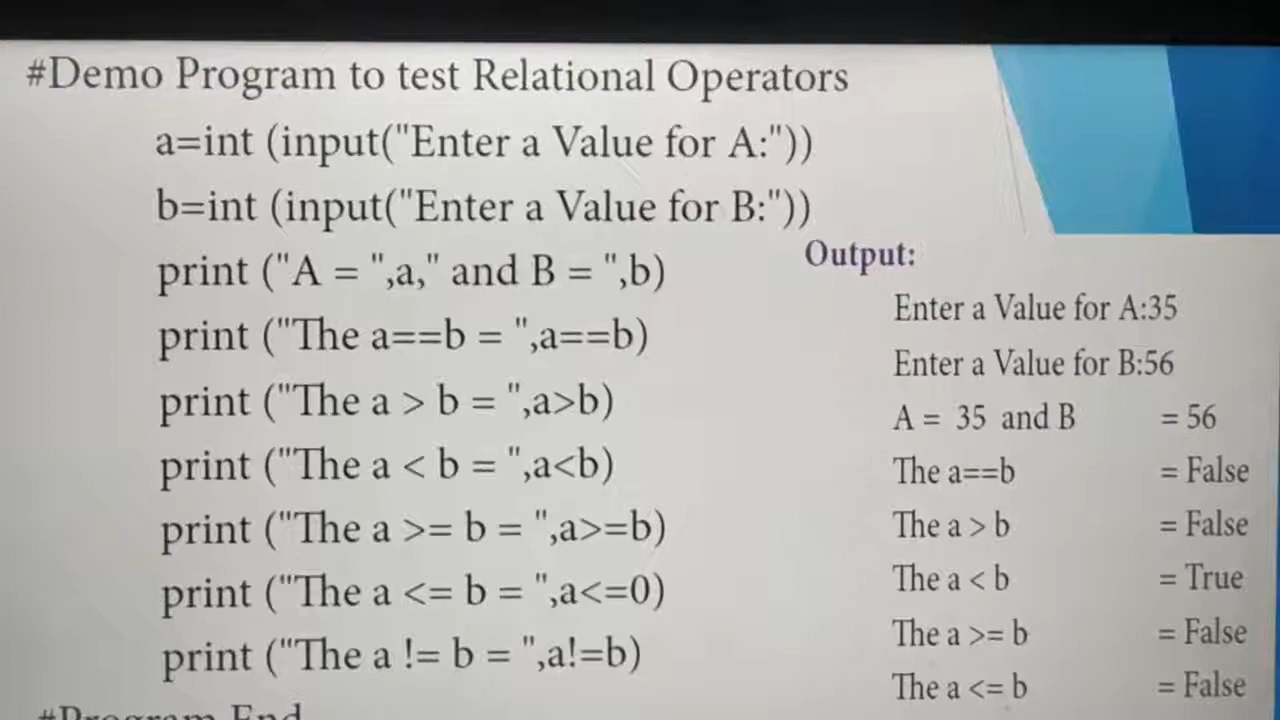 #Demo Program to test Relational Operators
a=int (input("Enter a Value for A:"))
b=int (input("Enter a Value for B:"))
print ("A = ",a," and B = ",b)
print ("The a==b = ",a==b)
print ("The a > b = ",a>b)
print ("The a < b = ",a<b)
print ("The a >= b = ",a>=b)
print ("The a <= b = ",a<=0)
print ("The a != b = ",a!=b)
#Program End
Output:
Enter a Value for A:35
Enter a Value for B:56
A = 35 and B = 56
The a==b = False
The a > b = False
The a < b = True
The a >= b = False
The a <= b = False